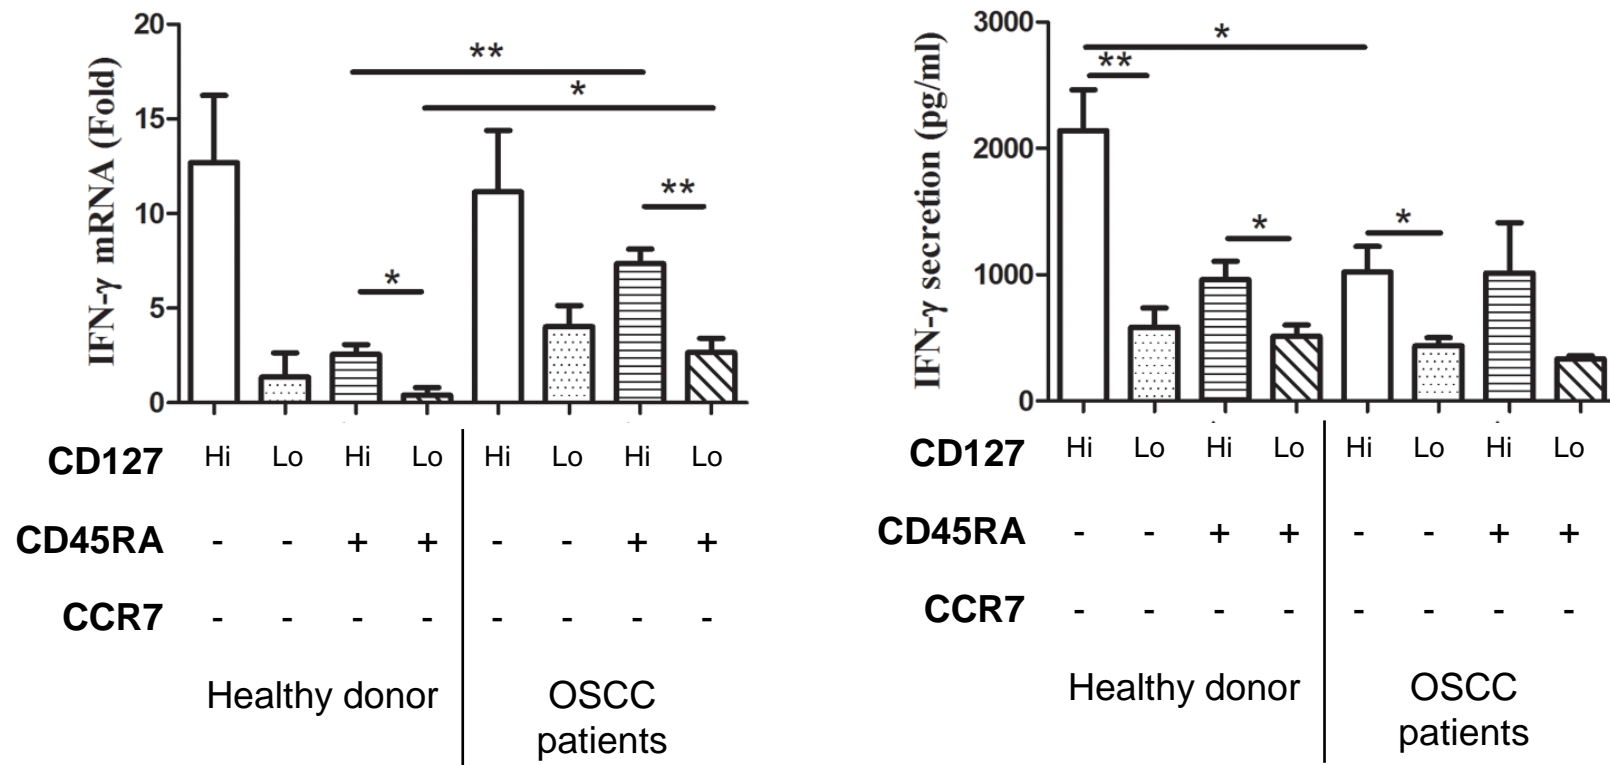 IFN-γ mRNA (Fold)
20
15
10
5
0
**
*
*
**
CD127 Hi Lo Hi Lo Hi Lo Hi Lo
CD45RA - - + + - - + +
CCR7 - - - - - - - -
Healthy donor
OSCC
patients
IFN-γ secretion (pg/ml)
3000
2000
1000
0
*
**
*
*
CD127 Hi Lo Hi Lo Hi Lo Hi Lo
CD45RA - - + + - - + +
CCR7 - - - - - - - -
Healthy donor
OSCC
patients